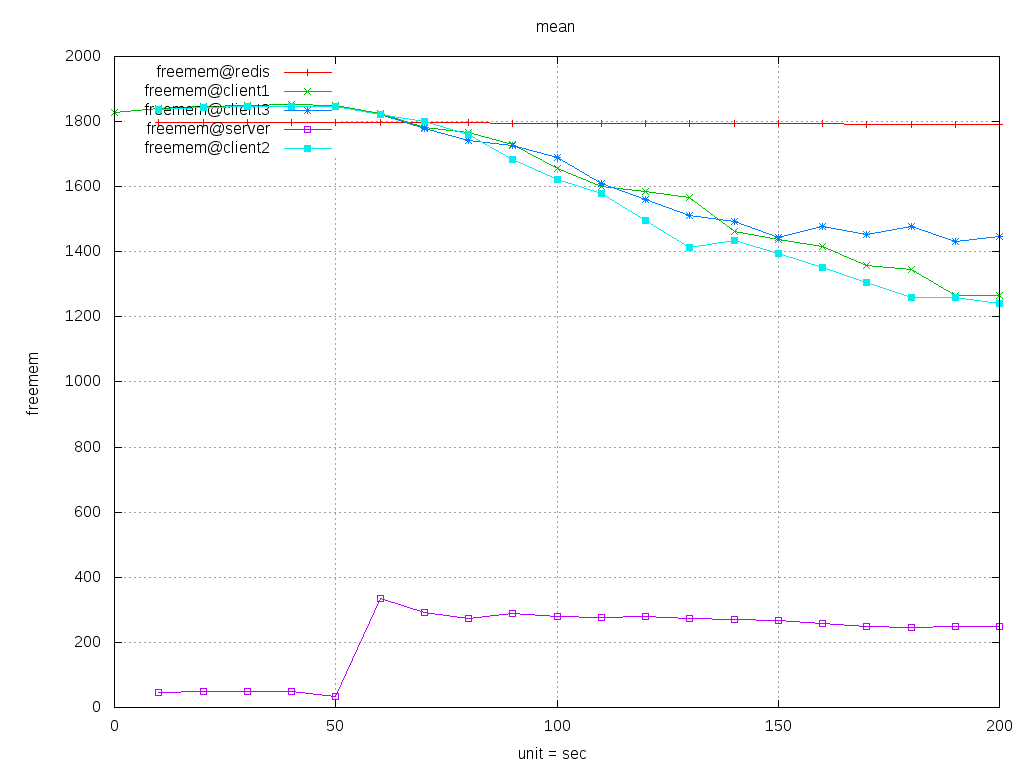 mean
2000
1800
1600
1400
1200
1000
800
600
400
200
0
freemem@redis
freemem@client1
freemem@client3
freemem@server
freemem@client2
freemem
0 50 100 150 200
unit = sec